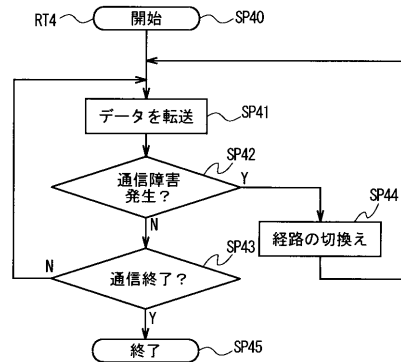 RT4
開始
SP40
データを転送
SP41
通信障害
発生？
SP42
Y
N
経路の切換え
SP44
通信終了？
SP43
N
Y
終了
SP45